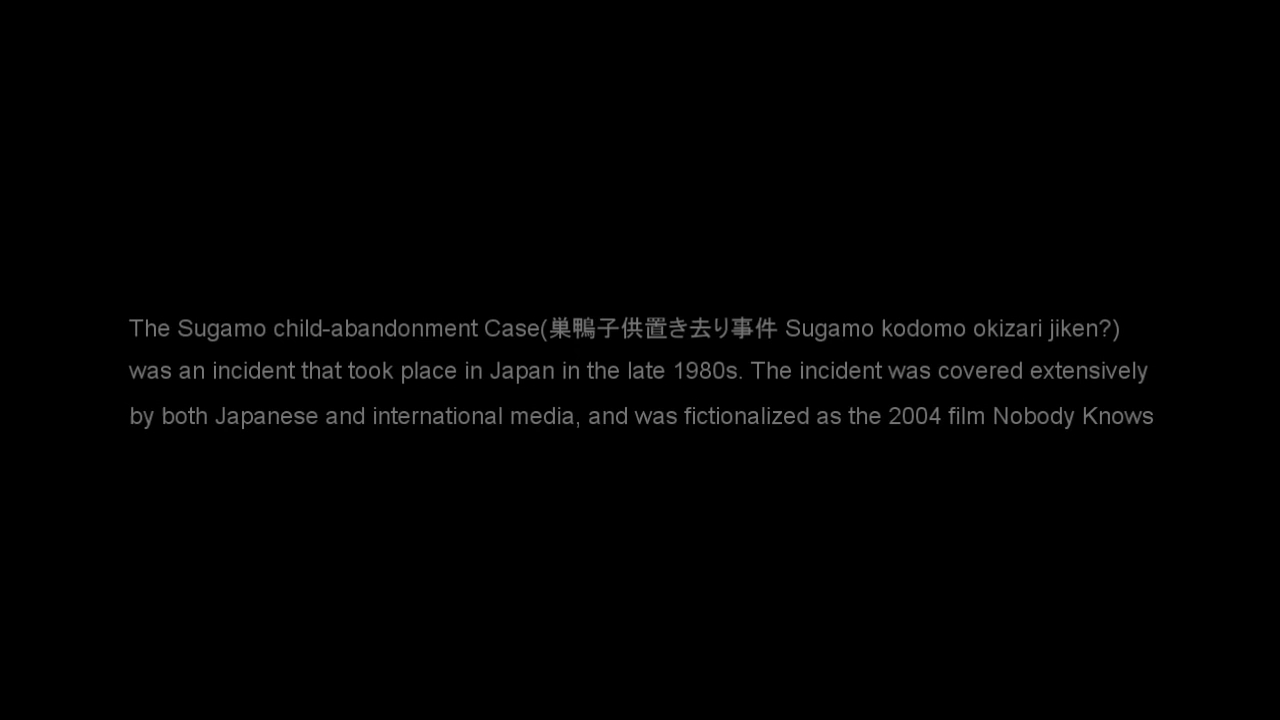 The Sugamo child-abandonment Case(巣鴨子供置き去り事件 Sugamo kodomo okizari jiken?)
was an incident that took place in Japan in the late 1980s. The incident was covered extensively
by both Japanese and international media, and was fictionalized as the 2004 film Nobody Knows